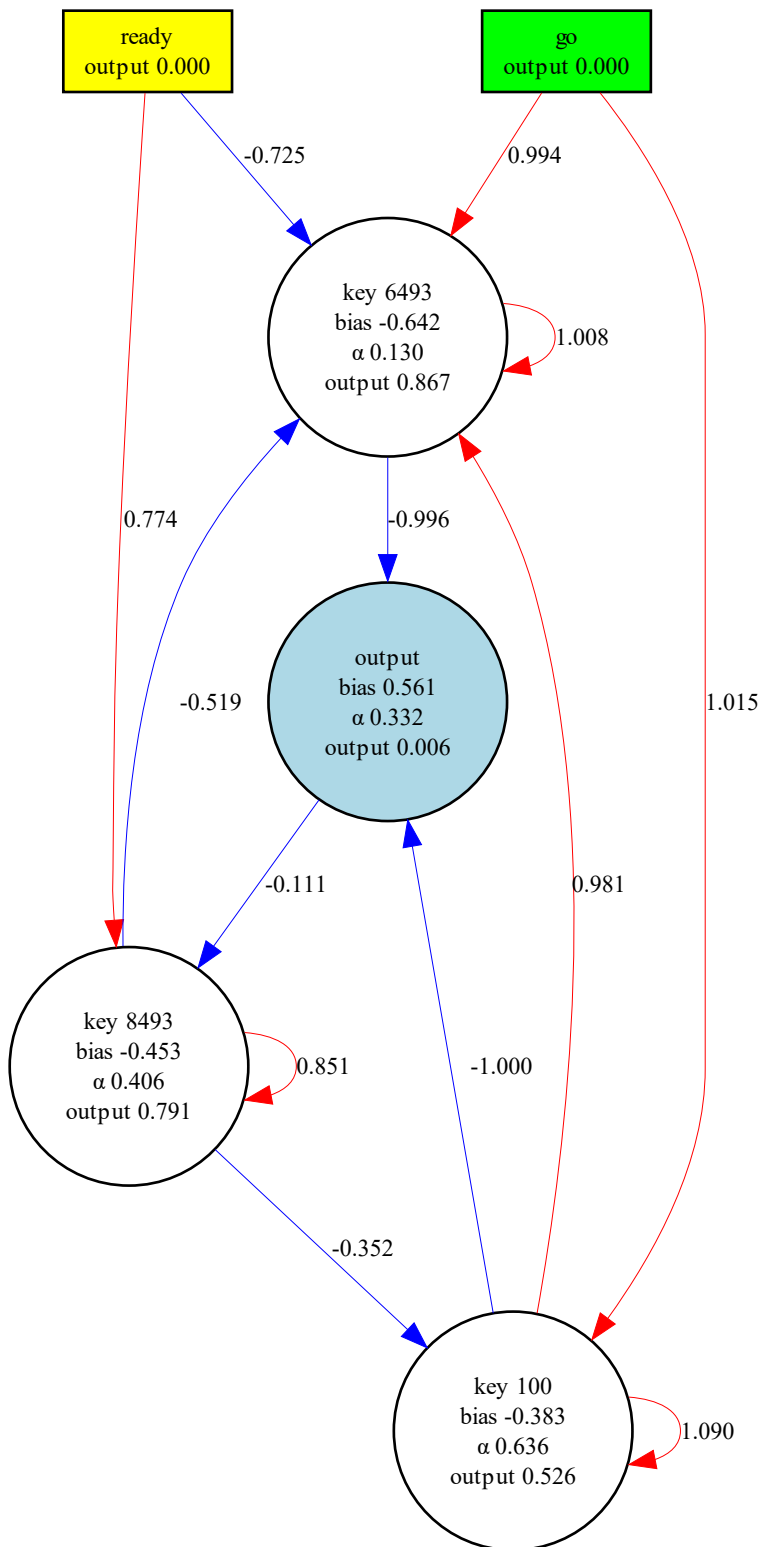 ready
output 0.000
go
output 0.000
-0.725
0.994
key 6493
bias -0.642
α 0.130
output 0.867
1.008
0.774
-0.996
-0.519
output
bias 0.561
α 0.332
output 0.006
1.015
-0.111
0.981
key 8493
bias -0.453
α 0.406
output 0.791
0.851
-1.000
-0.352
key 100
bias -0.383
α 0.636
output 0.526
1.090